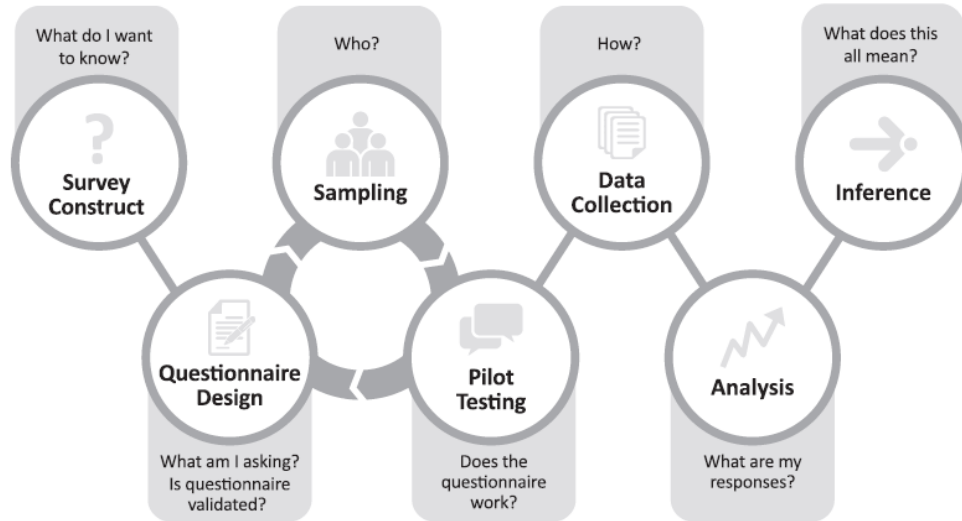 What do I want
to know?
Survey
Construct
Who?
Sampling
How?
Data
Collection
What does this
all mean?
Inference
Questionnaire
Design
What am I asking?
Is questionnaire
validated?
Pilot
Testing
Does the
questionnaire
work?
Analysis
What are my
responses?